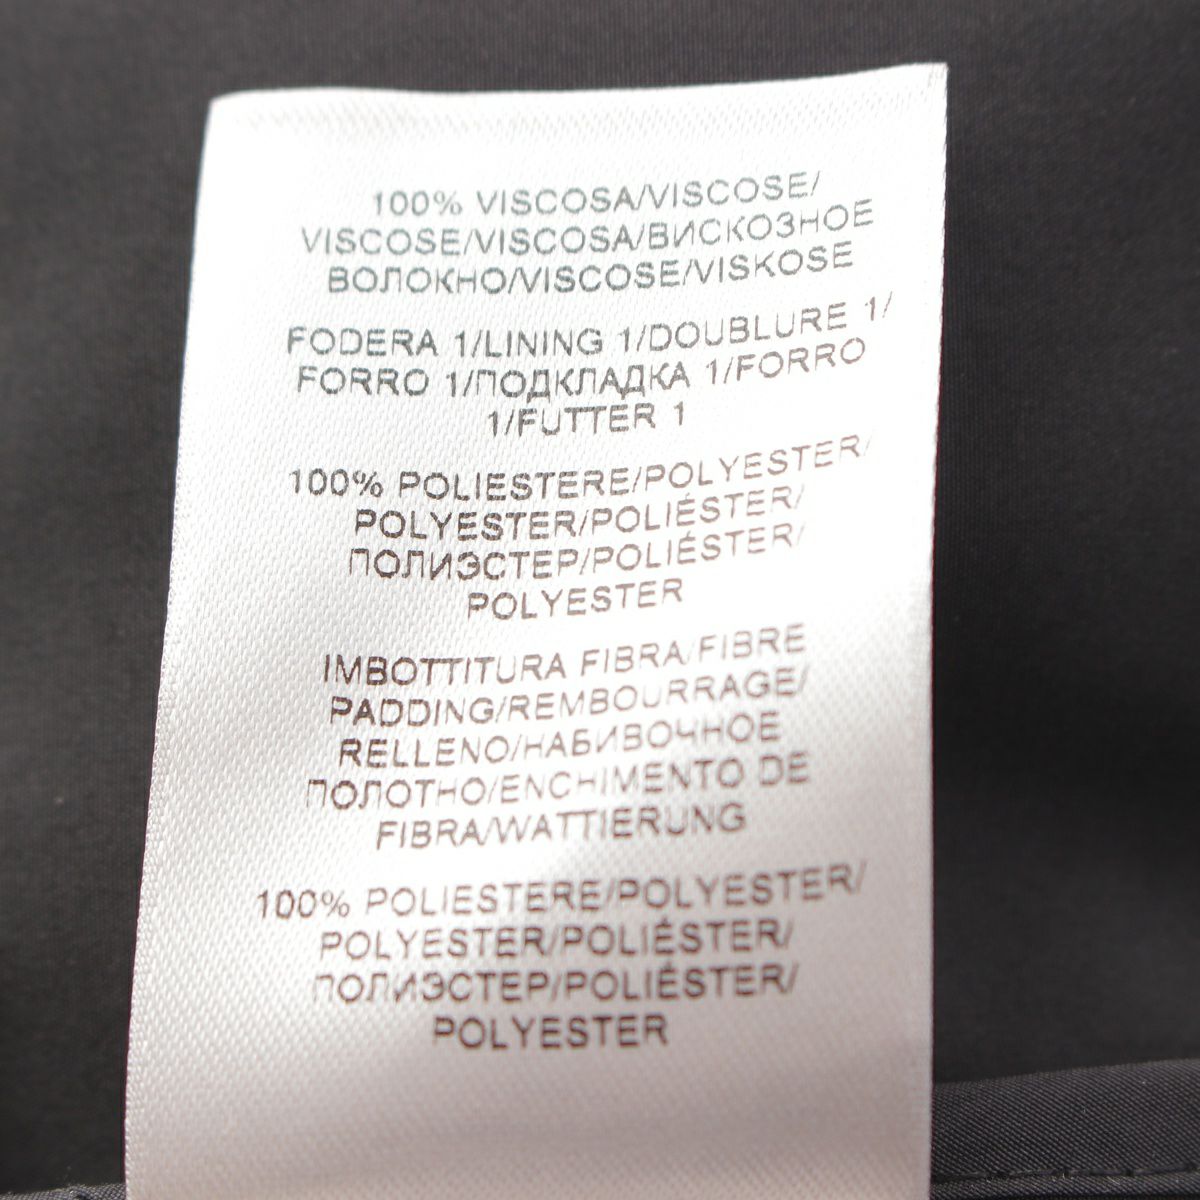 100% VISCOSA/VISCOSE/
VISCOSE/VISCOSA/ВИСКОЗНОЕ
ВОЛОКНО/VISCOSE/VISKOSE
FODERA 1/LINING 1/DOUBLURE 1/
FORRO 1/ПОДКЛАДКА 1/FORRO
1/FUTTER 1
100% POLIESTERE/POLYESTER/
POLYESTER/POLIÉSTER/
ПОЛИЭСТЕР/POLIÉSTER/
POLYESTER
IMBOTTITURA FIBRA/FIBRE
PADDING/REMBOURRAGE/
RELLENO/НАБИВОЧНОЕ
ПОЛОТНО/ENCHIMENTO DE
FIBRA/WATTIERUNG
100% POLIESTERE/POLYESTER/
POLYESTER/POLIÉSTER/
ПОЛИЭСТЕР/POLIÉSTER/
POLYESTER